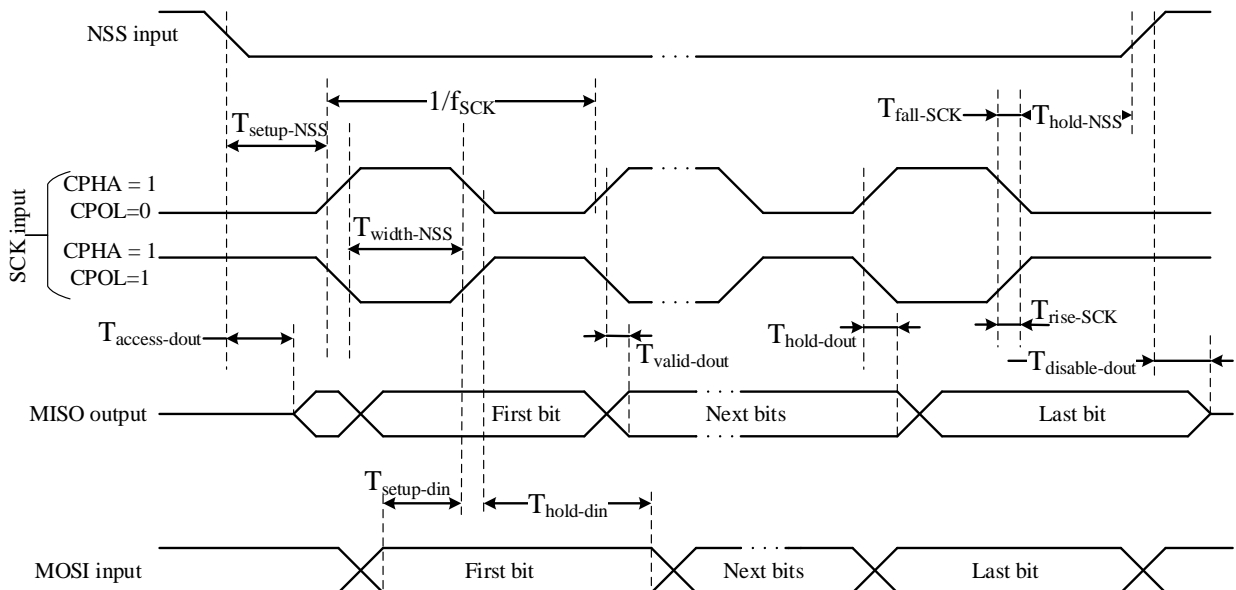 NSS input
1/fSCK
Tfall-SCK
Thold-NSS
Tsetup-NSS
SCK input
CPHA = 1
CPOL=0
Twidth-NSS
CPHA = 1
CPOL=1
Taccess-dout
Tvalid-dout
Thold-dout
Trise-SCK
Tdisable-dout
MISO output
First bit
Next bits
Last bit
Tsetup-din
Thold-din
MOSI input
First bit
Next bits
Last bit